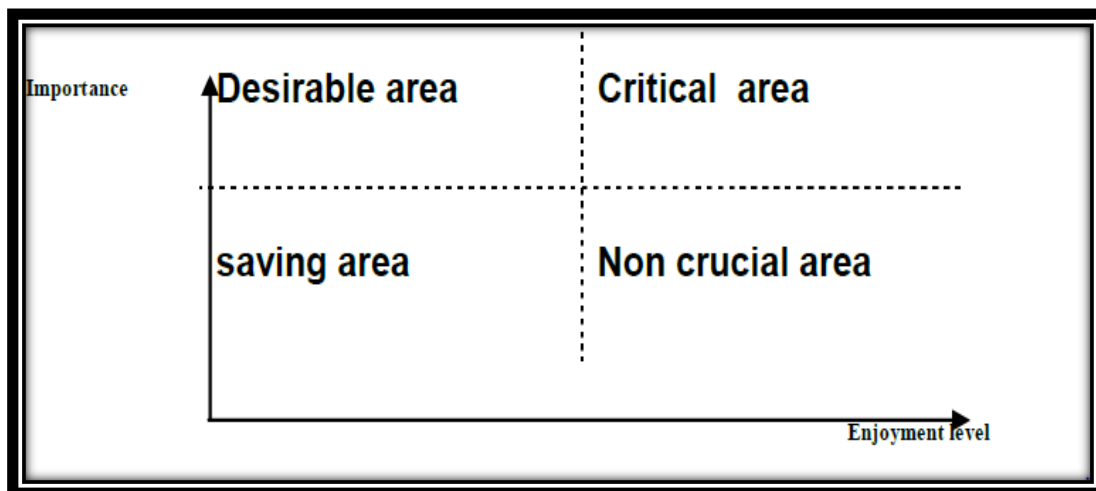 Importance
Desirable area
Critical area
saving area
Non crucial area
Enjoyment level